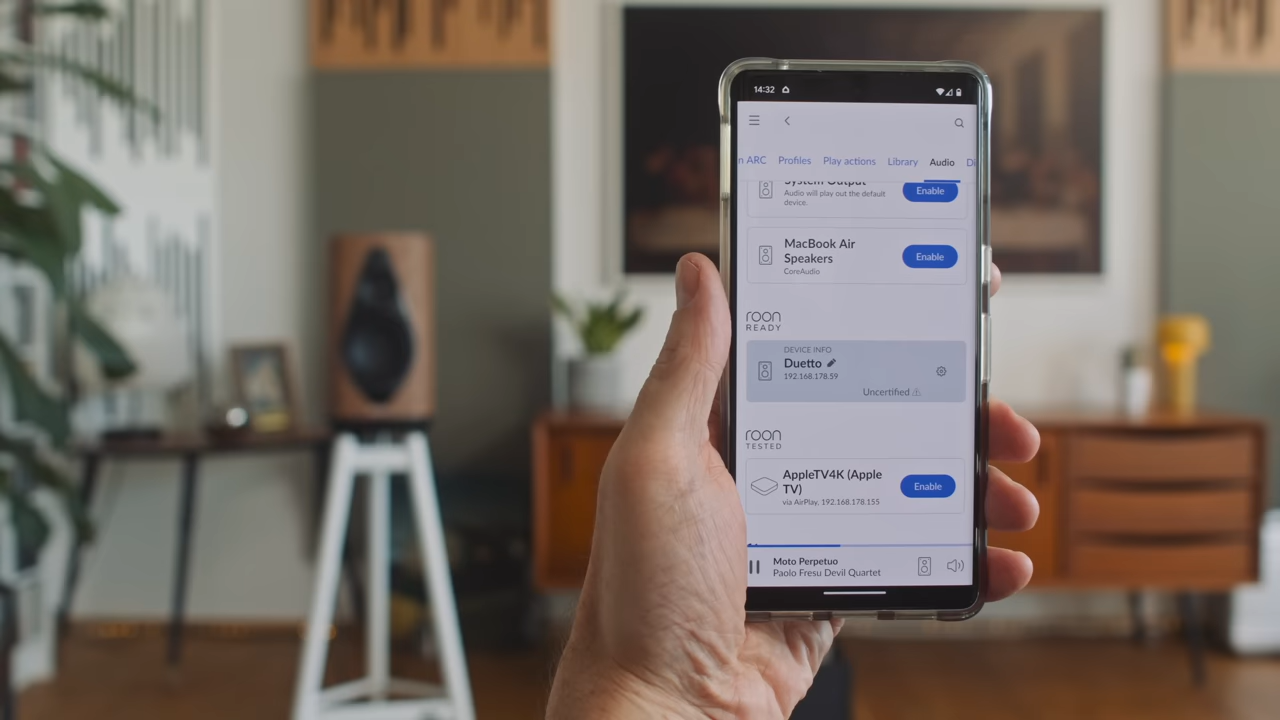 14:32
n ARC Profiles Play actions Library Audio Di
System Output
Audio will play out the default
device.
Enable
MacBook Air
Speakers
CoreAudio
Enable
roon
READY
DEVICE INFO
Duetto
192.168.178.59
Uncertified
roon
TESTED
AppleTV4K (Apple
TV)
via AirPlay, 192.168.178.155
Enable
Moto Perpetuo
Paolo Fresu Devil Quartet